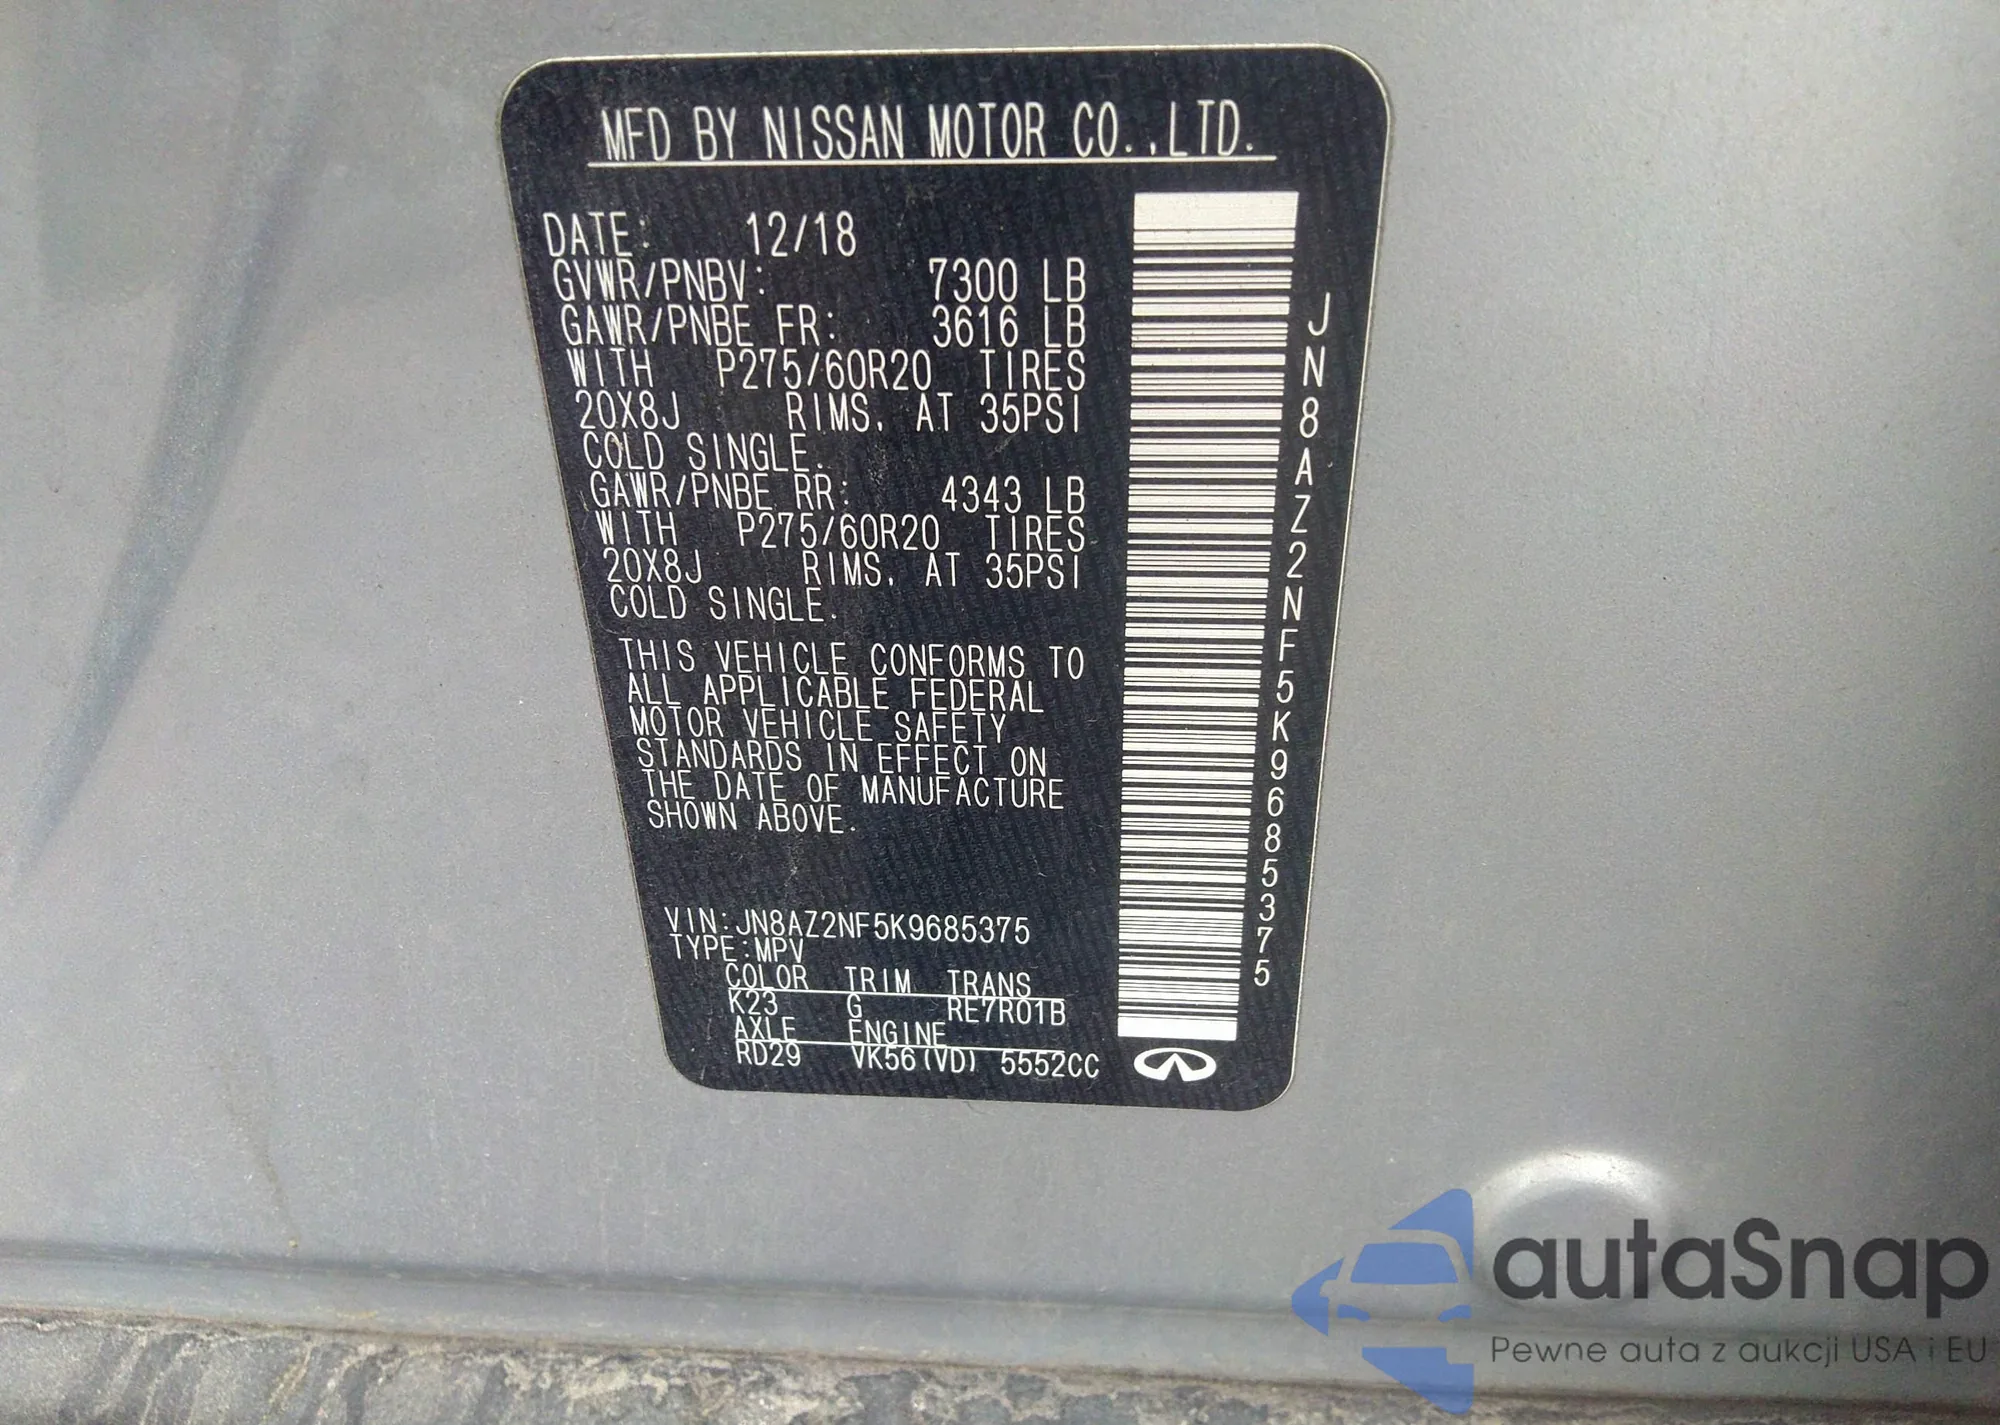 MFD BY NISSAN MOTOR CO.,LTD.
DATE: 12/18
GVWR/PNBV: 7300 LB
GAWR/PNBE FR: 3616 LB
WITH P275/60R20 TIRES
20X8J RIMS, AT 35PSI
COLD SINGLE.
GAWR/PNBE RR: 4343 LB
WITH P275/60R20 TIRES
20X8J RIMS, AT 35PSI
COLD SINGLE.
THIS VEHICLE CONFORMS TO
ALL APPLICABLE FEDERAL
MOTOR VEHICLE SAFETY
STANDARDS IN EFFECT ON
THE DATE OF MANUFACTURE
SHOWN ABOVE.
VIN:JN8AZ2NF5K9685375
TYPE:MPV
COLOR TRIM TRANS
K23 G RE7R01B
AXLE ENGINE
RD29 VK56(VD) 5552CC
JN8AZ2NF5K9685375
autaSnap
Pewne auta z aukcji USA i EU